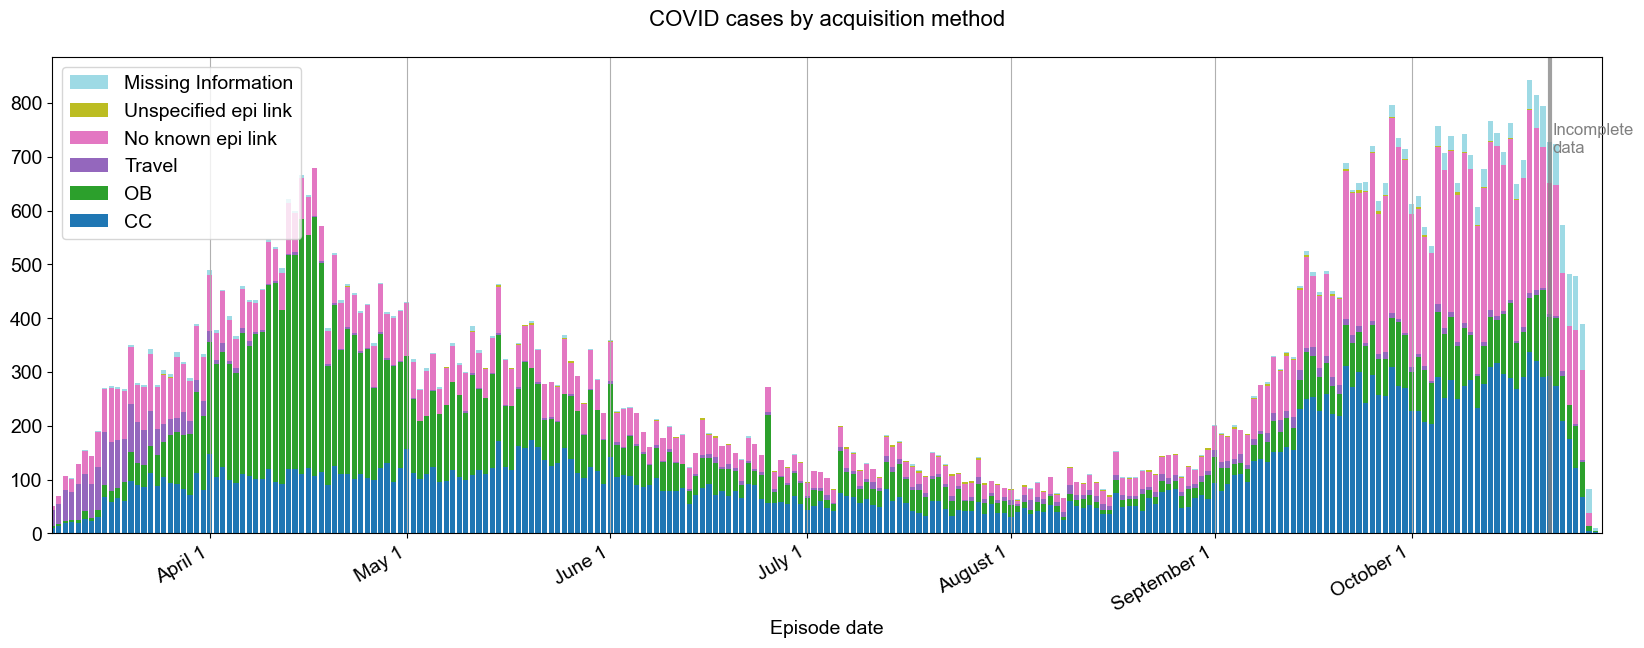 COVID cases by acquisition method
Missing Information
Unspecified epi link
No known epi link
Travel
OB
CC
800
700
600
500
400
300
200
100
0
Incomplete
data
April 1
May 1
June 1
July 1
August 1
September 1
October 1
Episode date